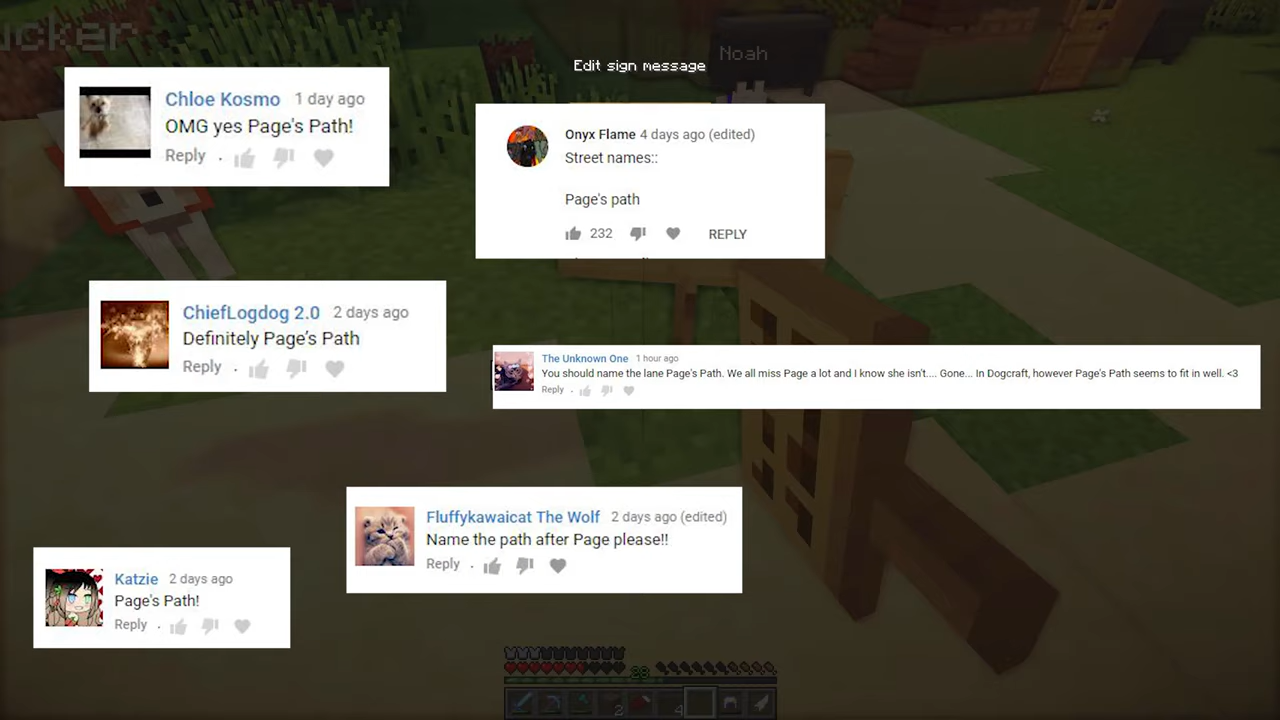 ucker
Noah
Edit sign message
Chloe Kosmo 1 day ago
OMG yes Page's Path!
Reply
Onyx Flame 4 days ago (edited)
Street names::
Page's path
232 REPLY
ChiefLogdog 2.0 2 days ago
Definitely Page's Path
Reply
The Unknown One 1 hour ago
You should name the lane Page's Path. We all miss Page a lot and I know she isn't.... Gone... In Dogcraft, however Page's Path seems to fit in well. <3
Reply
Fluffykawaicat The Wolf 2 days ago (edited)
Name the path after Page please!!
Reply
Katzie 2 days ago
Page's Path!
Reply
28
2 4